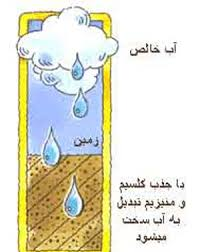 آب خالص
زمین
با جذب کلسیم
و منیزیم تبدیل
به آب سخت
میشود